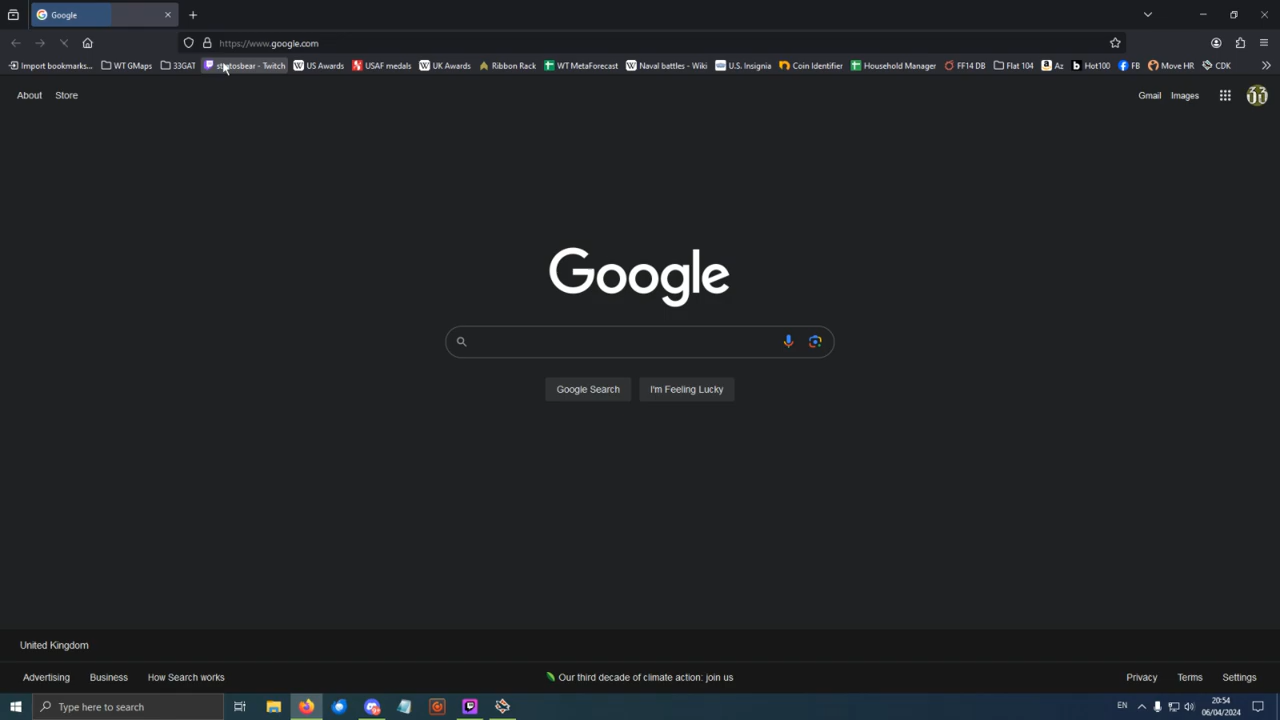 Google
https://www.google.com
Import bookmarks... WT GMaps 33GAT stratosbear - Twitch US Awards USAF medals UK Awards Ribbon Rack WT MetaForecast Naval battles - Wiki U.S. Insignia Coin Identifier Household Manager FF14 DB Flat 104 Az Hot100 FB Move HR CDK
About Store Gmail Images
Google
Google Search I'm Feeling Lucky
United Kingdom
Advertising Business How Search works Our third decade of climate action: join us Privacy Terms Settings
Type here to search EN 20:54
06/04/2024